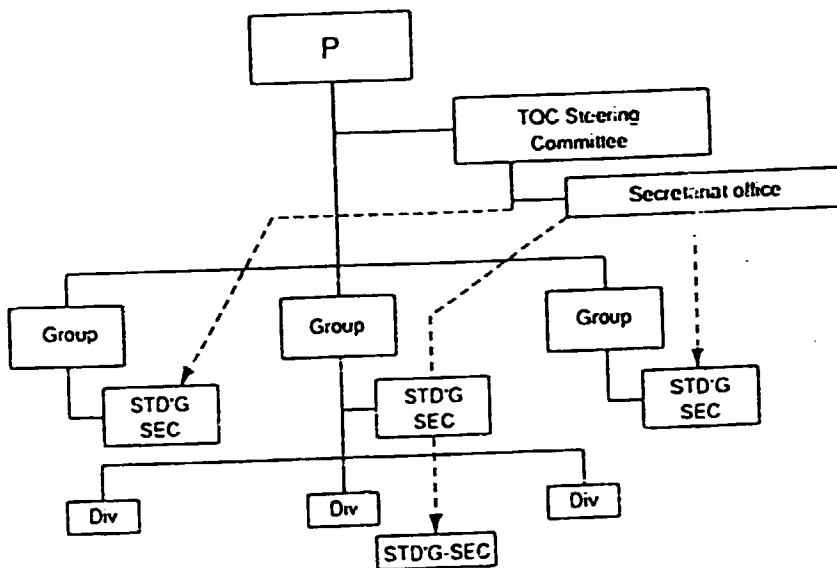 P
TQC Steering
Committee
Secretariat office
Group
Group
Group
STD'G
SEC
STD'G
SEC
STD'G
SEC
Div
Div
Div
STD'G-SEC